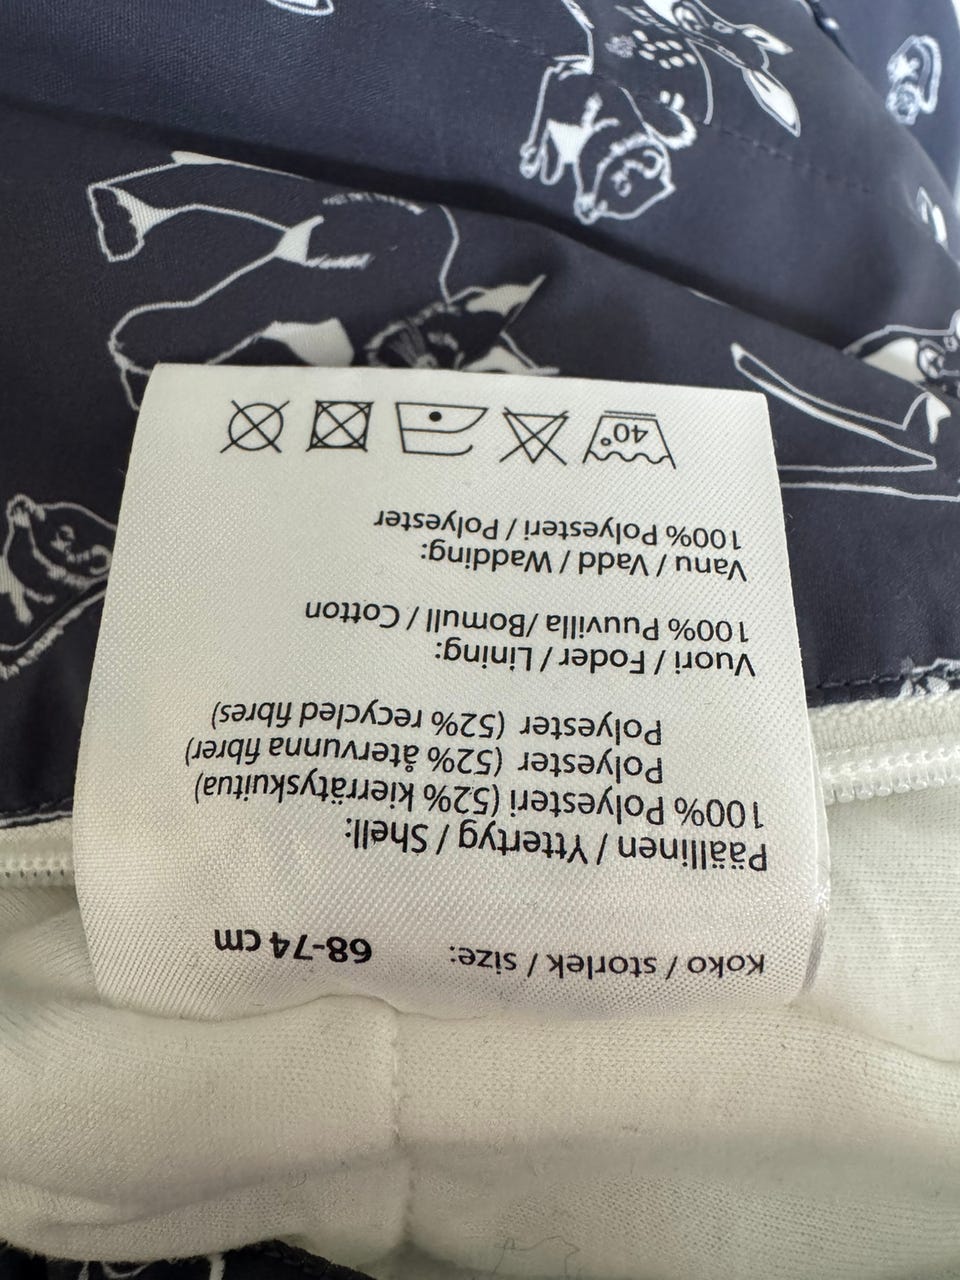 Koko / storlek / size: 68-74 cm
Päällinen / Yttertyg / Shell:
100% Polyesteri (52% kierrätyskuitua)
Polyester (52% återvunna fibrer)
Polyester (52% recycled fibres)
Vuori / Foder / Lining:
100% Puuvilla/Bomull / Cotton
Vanu / Vadd / Wadding:
100% Polyesteri / Polyester
40°